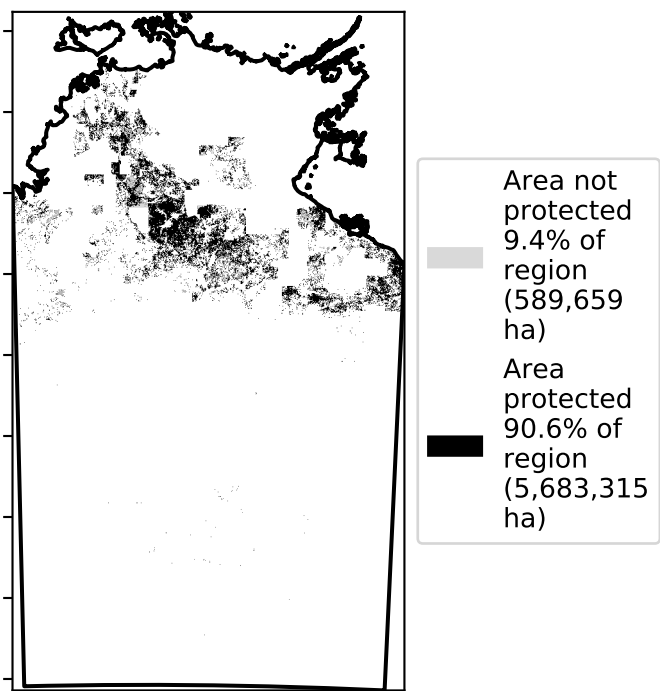 Area not
protected
9.4% of
region
(589,659
ha)
Area
protected
90.6% of
region
(5,683,315
ha)